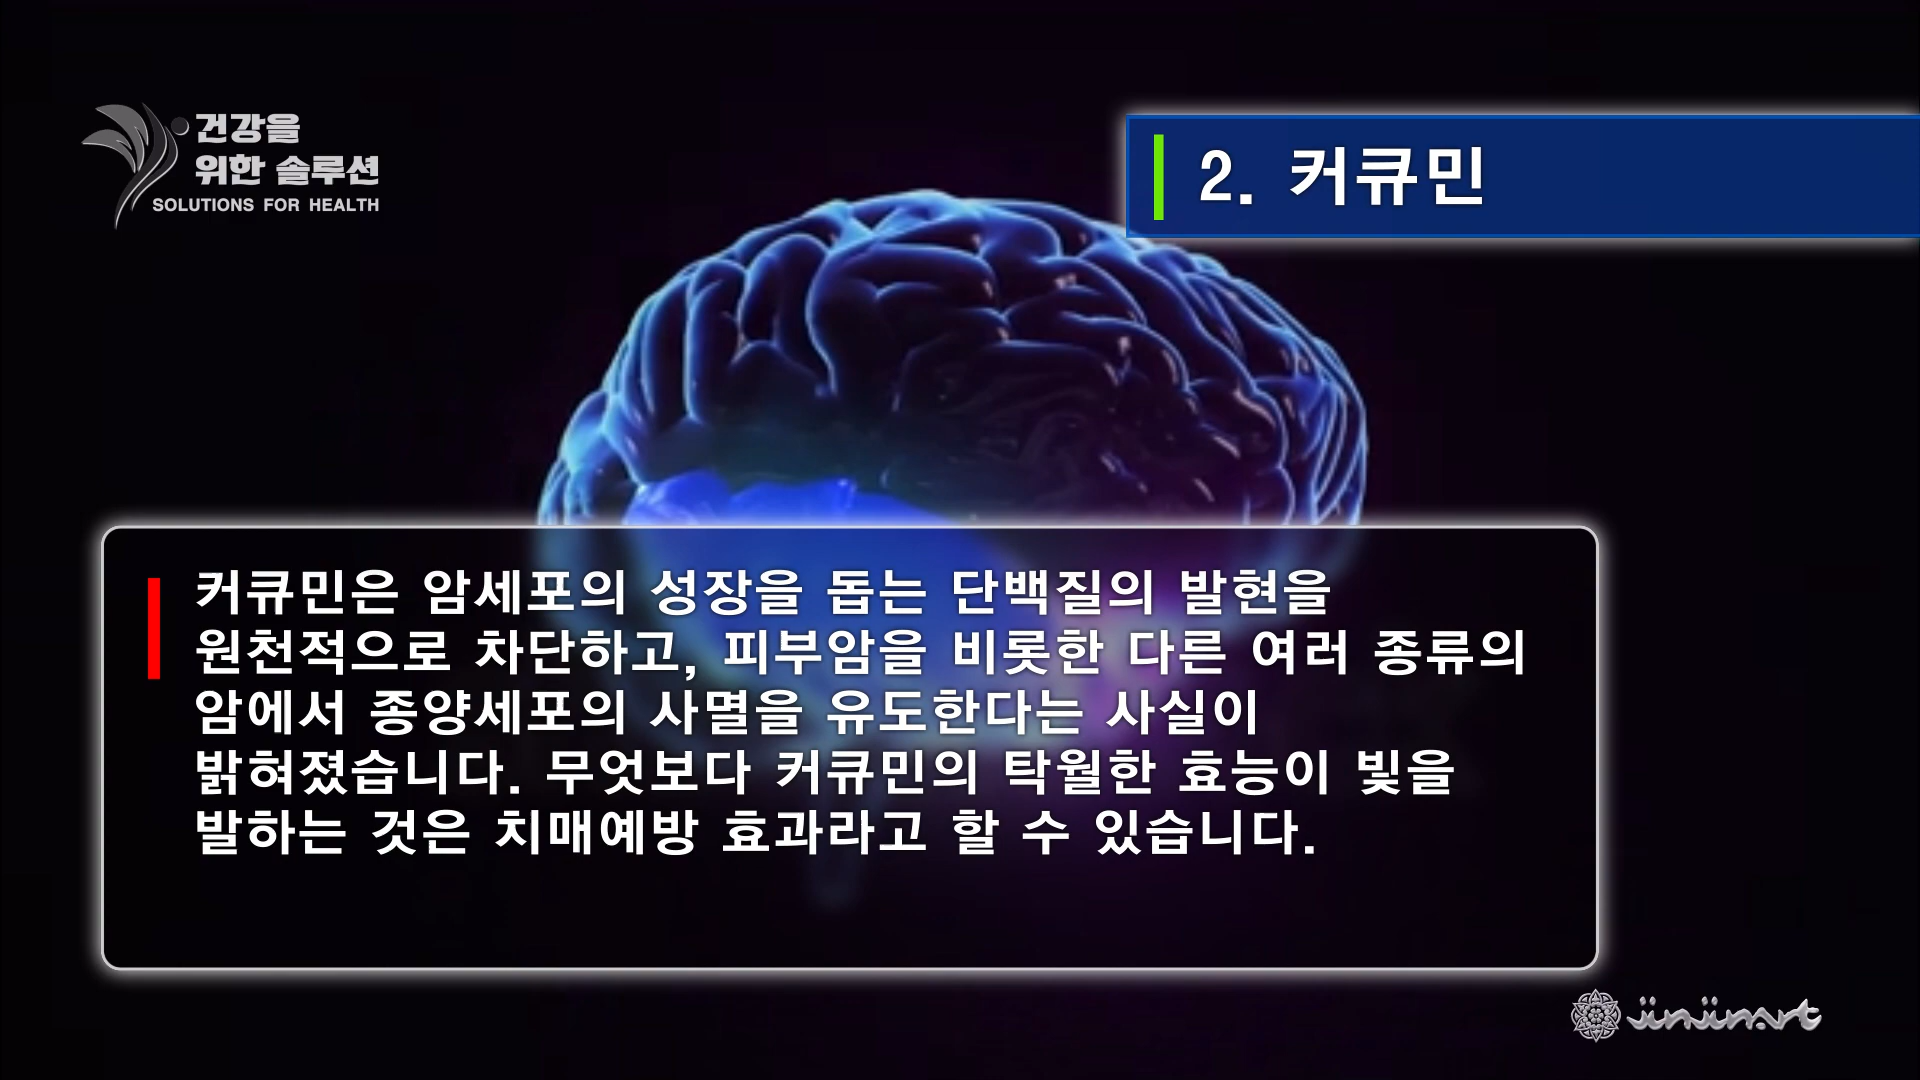 건강을
위한 솔루션
SOLUTIONS FOR HEALTH
2. 커큐민
커큐민은 암세포의 성장을 돕는 단백질의 발현을
원천적으로 차단하고, 피부암을 비롯한 다른 여러 종류의
암에서 종양세포의 사멸을 유도한다는 사실이
밝혀졌습니다. 무엇보다 커큐민의 탁월한 효능이 빛을
발하는 것은 치매예방 효과라고 할 수 있습니다.
jinjinart